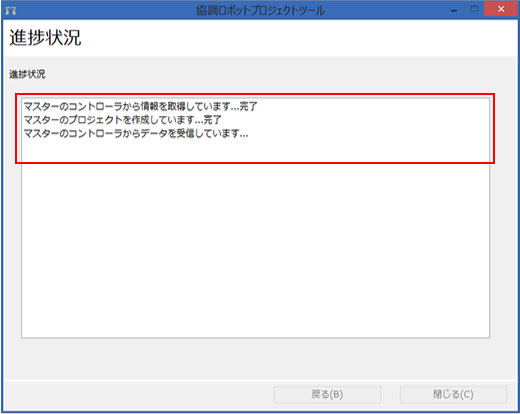 協調ロボットプロジェクトツール
進捗状況
進捗状況
マスターのコントローラから情報を取得しています...完了
マスターのプロジェクトを作成しています...完了
マスターのコントローラからデータを受信しています...
戻る(B)
閉じる(C)